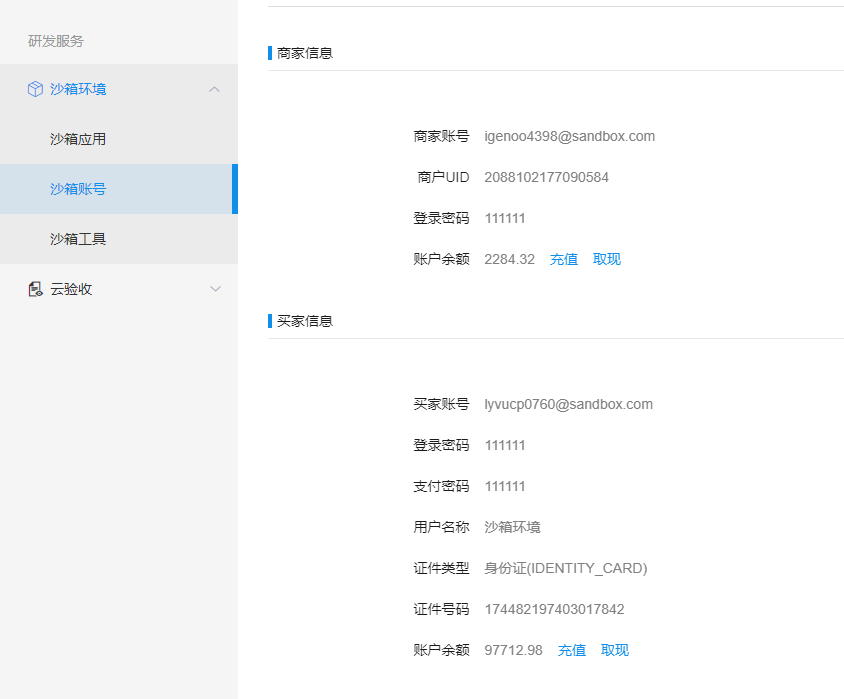 研发服务
沙箱环境
沙箱应用
沙箱账号
沙箱工具
云验收
商家信息
商家账号 igenoo4398@sandbox.com
商户UID 2088102177090584
登录密码 111111
账户余额 2284.32 充值 取现
买家信息
买家账号 lyvucp0760@sandbox.com
登录密码 111111
支付密码 111111
用户名称 沙箱环境
证件类型 身份证(IDENTITY_CARD)
证件号码 174482197403017842
账户余额 97712.98 充值 取现